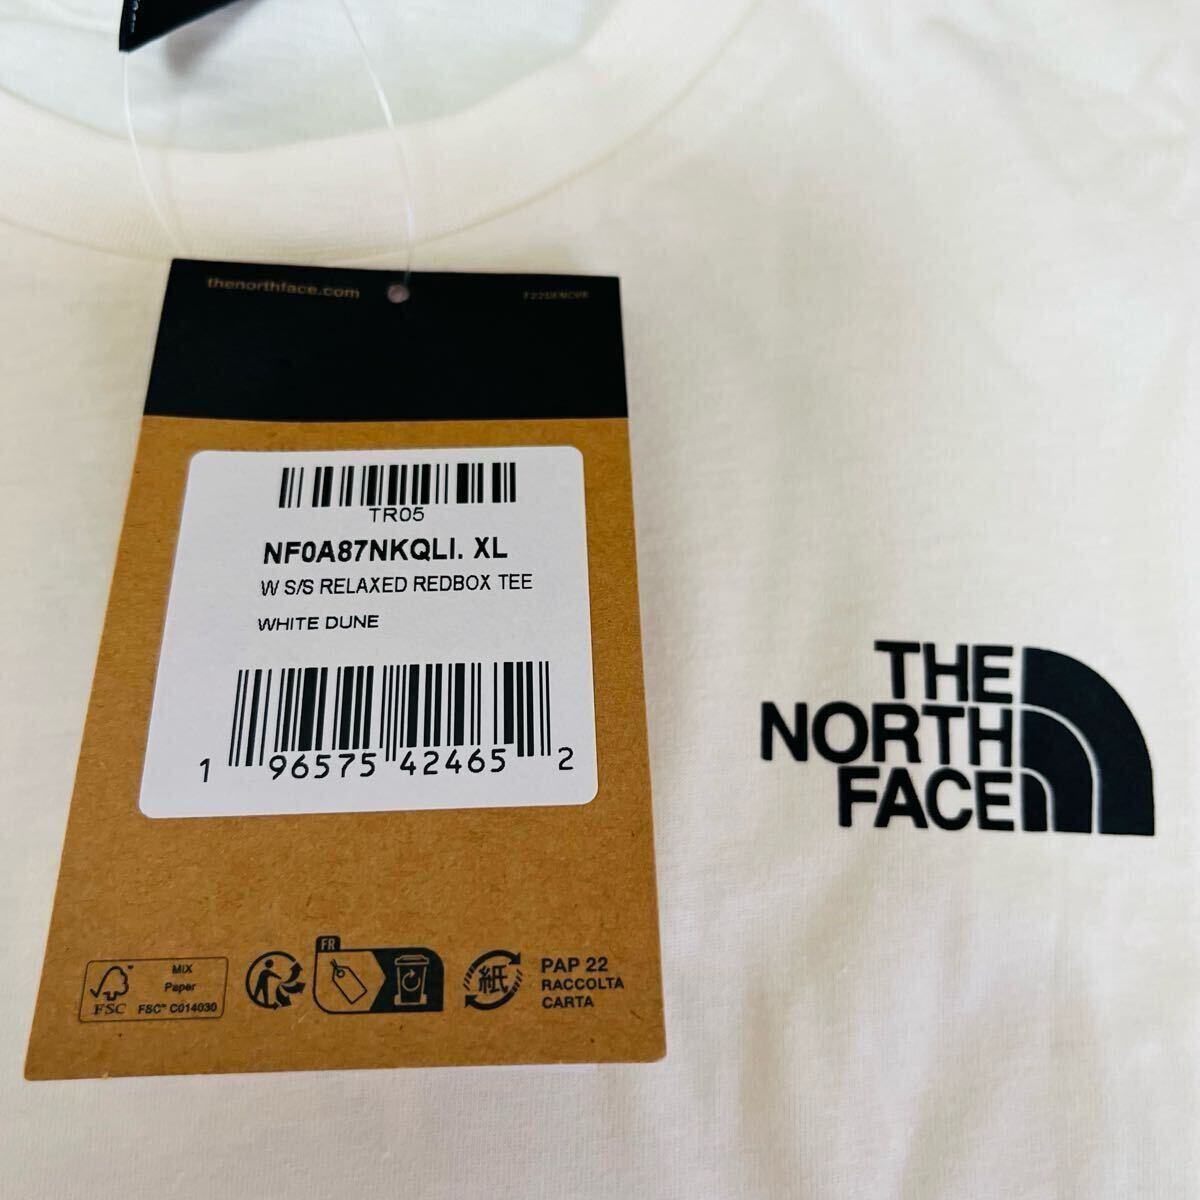 thenorthface.com
TR05
NF0A87NKQLI. XL
W S/S RELAXED REDBOX TEE
WHITE DUNE
1 96575 42465 2
MIX
Paper
FSC
FSC™ C014030
FR
紙
PAP 22
RACCOLTA
CARTA
THE
NORTH
FACE